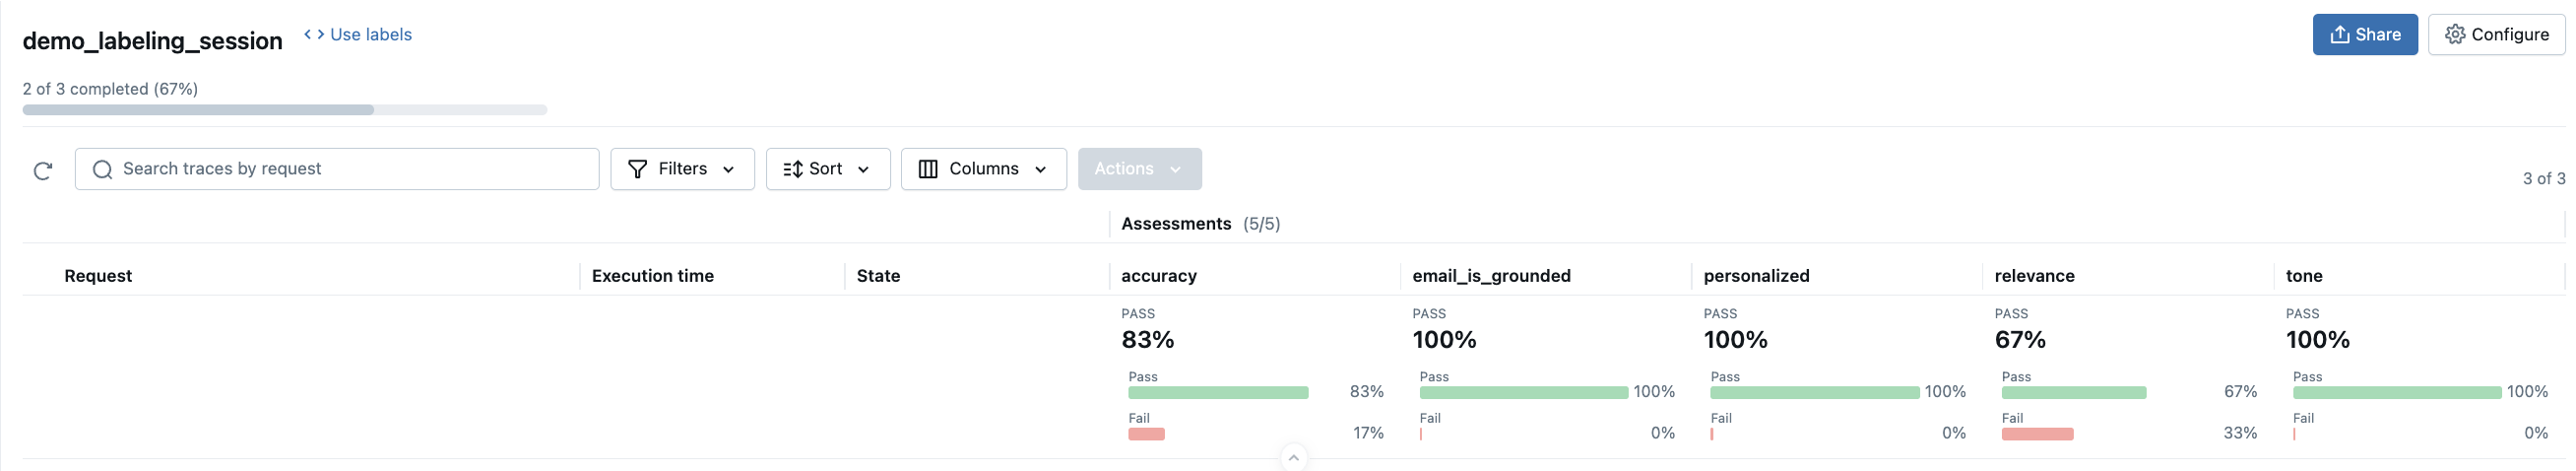 demo_labeling_session
Use labels
Share
Configure
2 of 3 completed (67%)
Search traces by request
Filters
Sort
Columns
Actions
3 of 3
Assessments (5/5)
Request
Execution time
State
accuracy
email_is_grounded
personalized
relevance
tone
PASS
83%
Pass
83%
Fail
17%
PASS
100%
Pass
100%
Fail
0%
PASS
100%
Pass
100%
Fail
0%
PASS
67%
Pass
67%
Fail
33%
PASS
100%
Pass
100%
Fail
0%